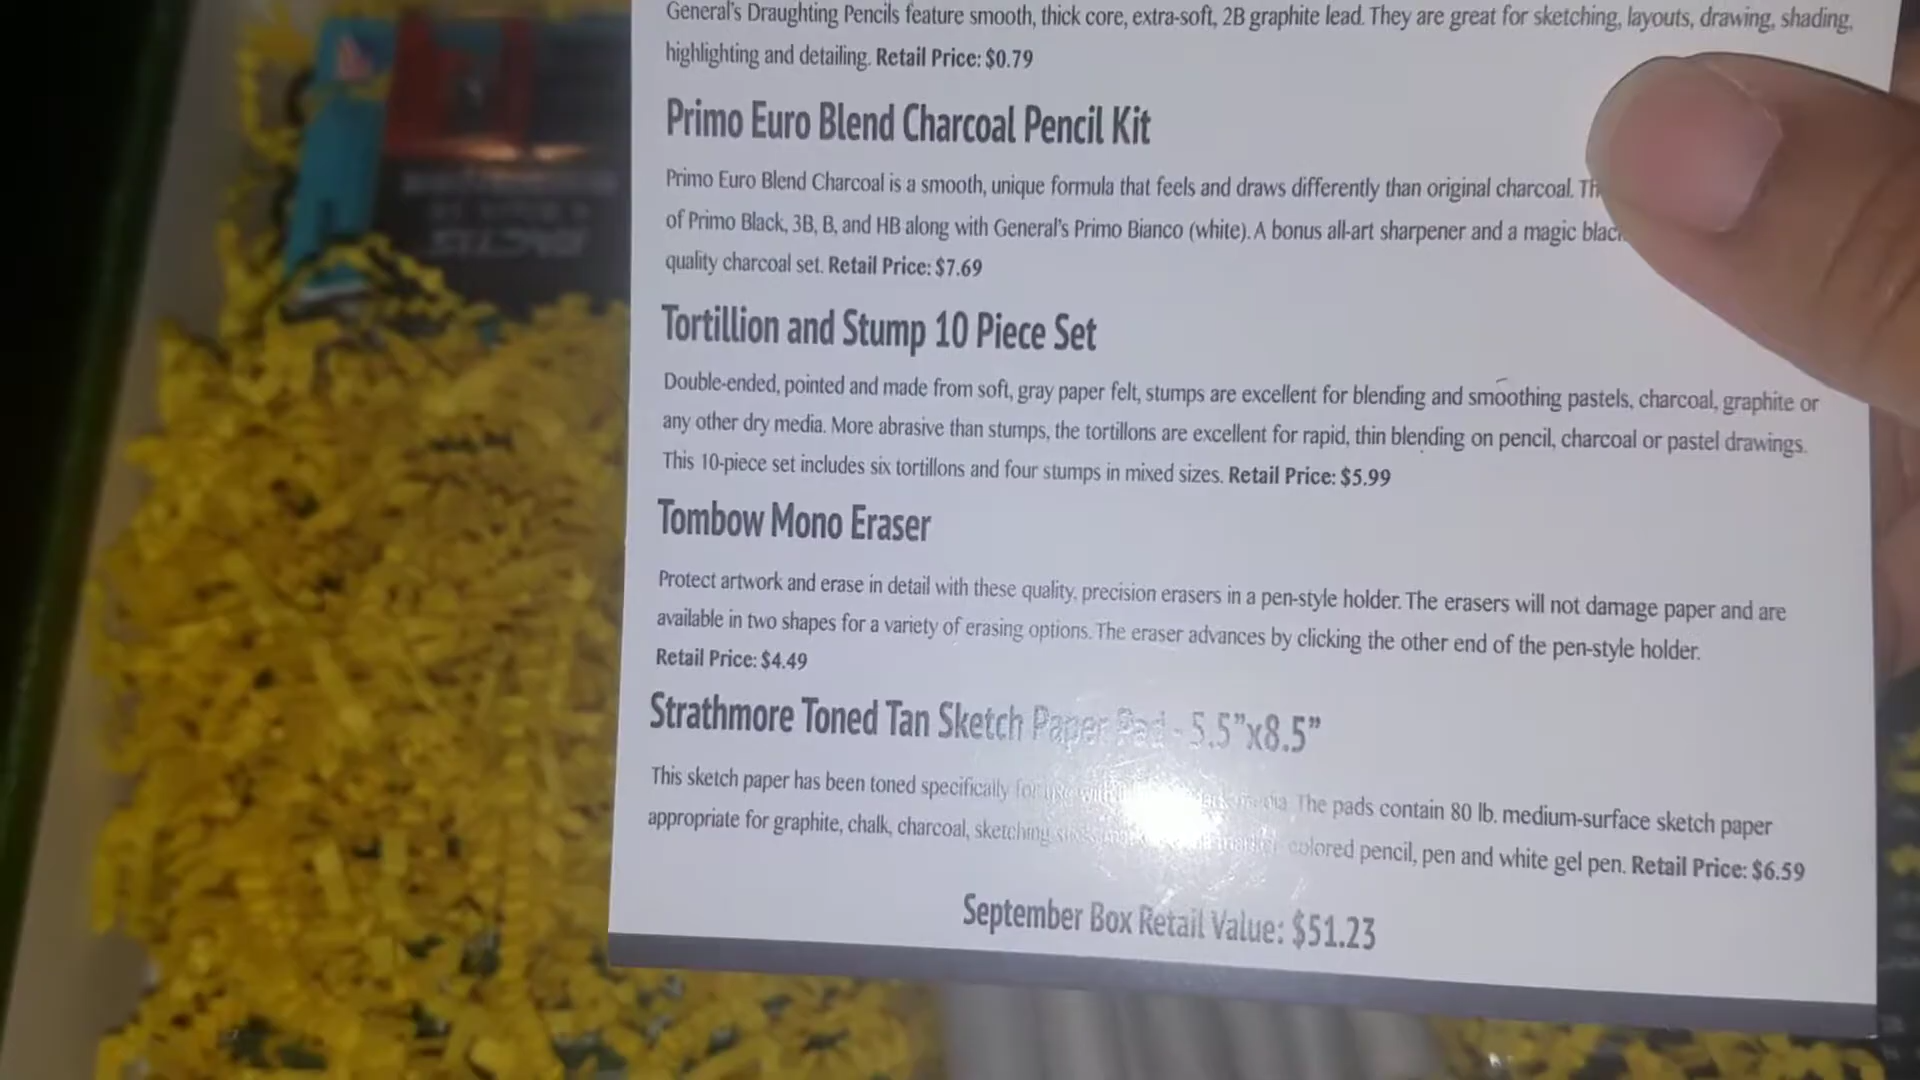 General's Draughting Pencils feature smooth, thick core, extra-soft, 2B graphite lead. They are great for sketching, layouts, drawing, shading,
highlighting and detailing. Retail Price: $0.79
Primo Euro Blend Charcoal Pencil Kit
Primo Euro Blend Charcoal is a smooth, unique formula that feels and draws differently than original charcoal.
of Primo Black, 3B, B, and HB along with General's Primo Bianco (white). A bonus all-art sharpener and a magic
quality charcoal set. Retail Price: $7.69
Tortillion and Stump 10 Piece Set
Double-ended, pointed and made from soft, gray paper felt, stumps are excellent for blending and smoothing pastels, charcoal, graphite or
any other dry media. More abrasive than stumps, the tortillons are excellent for rapid, thin blending on pencil, charcoal or pastel drawings.
This 10-piece set includes six tortillons and four stumps in mixed sizes. Retail Price: $5.99
Tombow Mono Eraser
Protect artwork and erase in detail with these quality, precision erasers in a pen-style holder. The erasers will not damage paper and are
available in two shapes for a variety of erasing options. The eraser advances by clicking the other end of the pen-style holder.
Retail Price: $4.49
Strathmore Toned Tan Sketch Paper Pad - 5.5"x8.5"
This sketch paper has been toned specifically for The pads contain 80 lb. medium-surface sketch paper
appropriate for graphite, chalk, charcoal, sketching colored pencil, pen and white gel pen. Retail Price: $6.59
September Box Retail Value: $51.23